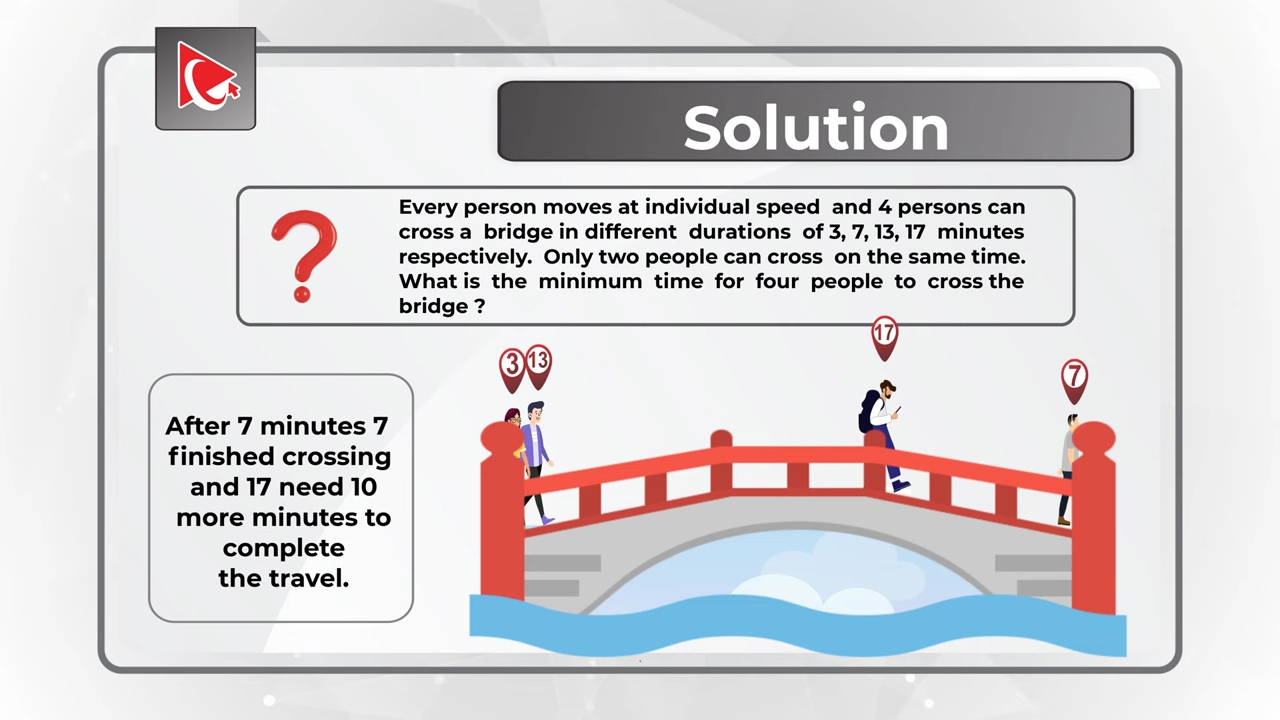 Solution
Every person moves at individual speed and 4 persons can
cross a bridge in different durations of 3, 7, 13, 17 minutes
respectively. Only two people can cross on the same time.
What is the minimum time for four people to cross the
bridge ?
17
3 13
7
After 7 minutes 7
finished crossing
and 17 need 10
more minutes to
complete
the travel.